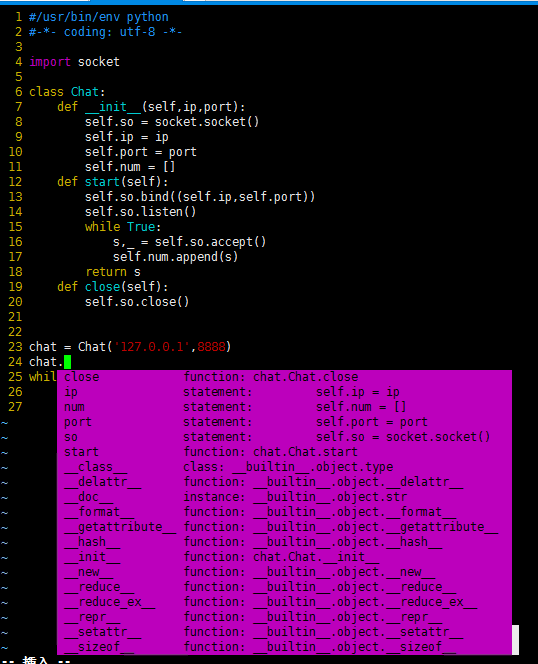 1 #/usr/bin/env python
2 #-*- coding: utf-8 -*-
3
4 import socket
5
6 class Chat:
7     def __init__(self,ip,port):
8         self.so = socket.socket()
9         self.ip = ip
10         self.port = port
11         self.num = []
12     def start(self):
13         self.so.bind((self.ip,self.port))
14         self.so.listen()
15         while True:
16             s,_ = self.so.accept()
17             self.num.append(s)
18         return s
19     def close(self):
20         self.so.close()
21
22
23 chat = Chat('127.0.0.1',8888)
24 chat.
25 whil close function: chat.Chat.close
26 ip statement: self.ip = ip
27 num statement: self.num = []
~ port statement: self.port = port
~ so statement: self.so = socket.socket()
~ start function: chat.Chat.start
~ __class__ class: __builtin__.object.type
~ __delattr__ function: __builtin__.object.__delattr__
~ __doc__ instance: __builtin__.object.str
~ __format__ function: __builtin__.object.__format__
~ __getattribute__ function: __builtin__.object.__getattribute__
~ __hash__ function: __builtin__.object.__hash__
~ __init__ function: chat.Chat.__init__
~ __new__ function: __builtin__.object.__new__
~ __reduce__ function: __builtin__.object.__reduce__
~ __reduce_ex__ function: __builtin__.object.__reduce_ex__
~ __repr__ function: __builtin__.object.__repr__
~ __setattr__ function: __builtin__.object.__setattr__
~ __sizeof__ function: __builtin__.object.__sizeof__
-- 插入 --